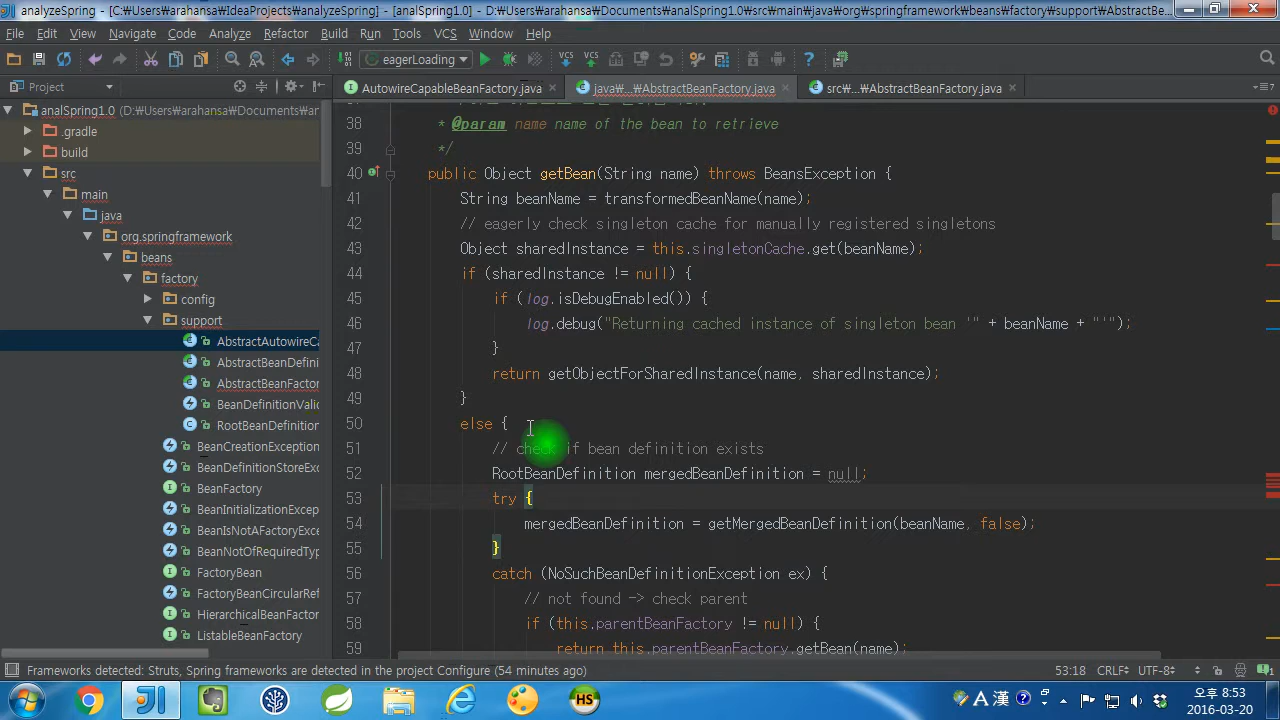 analyzeSpring - [C:\Users\arahansa\IdeaProjects\analyzeSpring] - [analSpring1.0] - D:\Users\arahansa\Documents\analSpring1.0\src\main\java\org\springframework\beans\factory\support\AbstractBe...
File Edit View Navigate Code Analyze Refactor Build Run Tools VCS Window Help
eagerLoading
VCS VCS
Project
AutowireCapableBeanFactory.java
java₩...₩AbstractBeanFactory.java
src₩...₩AbstractBeanFactory.java
7
analSpring1.0 (D:₩Users₩arahansa₩Documents₩an
.gradle
build
src
main
java
org.springframework
beans
factory
config
support
AbstractAutowireCa
AbstractBeanDefini
AbstractBeanFactor
BeanDefinitionValid
RootBeanDefinition
BeanCreationException
BeanDefinitionStoreExc
BeanFactory
BeanInitializationExcep
BeanIsNotAFactoryExce
BeanNotOfRequiredTyp
FactoryBean
FactoryBeanCircularRef
HierarchicalBeanFactor
ListableBeanFactory
38 * @param name name of the bean to retrieve
39 */
40 public Object getBean(String name) throws BeansException {
41 String beanName = transformedBeanName(name);
42 // eagerly check singleton cache for manually registered singletons
43 Object sharedInstance = this.singletonCache.get(beanName);
44 if (sharedInstance != null) {
45 if (log.isDebugEnabled()) {
46 log.debug("Returning cached instance of singleton bean '" + beanName + "'");
47 }
48 return getObjectForSharedInstance(name, sharedInstance);
49 }
50 else {
51 // check if bean definition exists
52 RootBeanDefinition mergedBeanDefinition = null;
53 try {
54 mergedBeanDefinition = getMergedBeanDefinition(beanName, false);
55 }
56 catch (NoSuchBeanDefinitionException ex) {
57 // not found -> check parent
58 if (this.parentBeanFactory != null) {
59 return this.parentBeanFactory.getBean(name);
Frameworks detected: Struts, Spring frameworks are detected in the project Configure (54 minutes ago)
53:18 CRLF÷ UTF-8÷
HS
A 漢
오후 8:53
2016-03-20